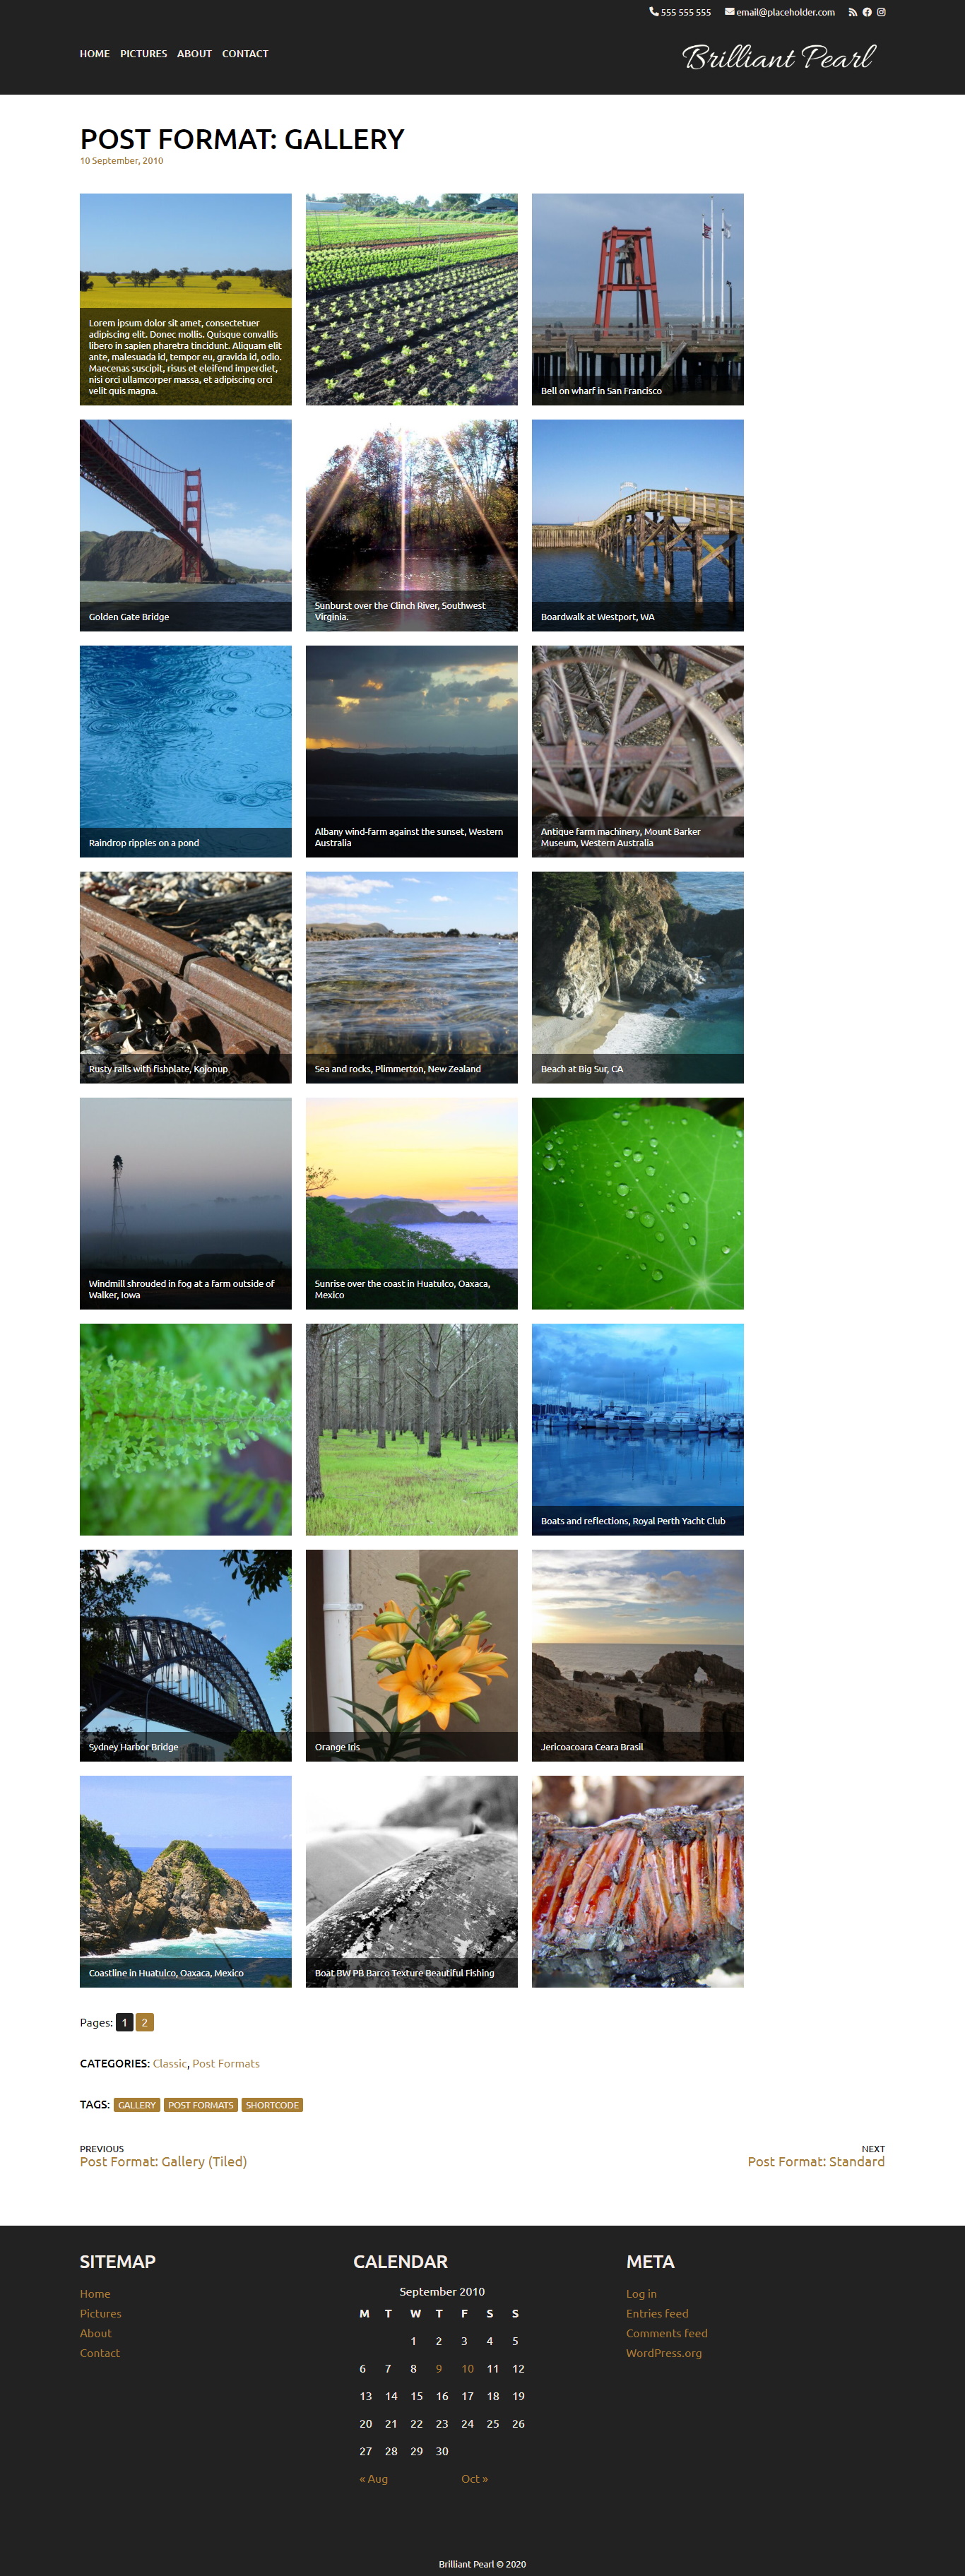 555 555 555 email@placeholder.com
HOME PICTURES ABOUT CONTACT
Brilliant Pearl
POST FORMAT: GALLERY
10 September, 2010
Lorem ipsum dolor sit amet, consectetuer
adipiscing elit. Donec mollis. Quisque convallis
libero in sapien pharetra tincidunt. Aliquam elit
ante, malesuada id, tempor eu, gravida id, odio.
Maecenas suscipit, risus et eleifend imperdiet,
nisi orci ullamcorper massa, et adipiscing orci
velit quis magna.
Bell on wharf in San Francisco
Golden Gate Bridge
Sunburst over the Clinch River, Southwest
Virginia.
Boardwalk at Westport, WA
Raindrop ripples on a pond
Albany wind-farm against the sunset, Western
Australia
Antique farm machinery, Mount Barker
Museum, Western Australia
Rusty rails with fishplate, Kojonup
Sea and rocks, Plimmerton, New Zealand
Beach at Big Sur, CA
Windmill shrouded in fog at a farm outside of
Walker, Iowa
Sunrise over the coast in Huatulco, Oaxaca,
Mexico
Boats and reflections, Royal Perth Yacht Club
Sydney Harbor Bridge
Orange Iris
Jericoacoara Ceara Brasil
Coastline in Huatulco, Oaxaca, Mexico
Boat BW PB Barco Texture Beautiful Fishing
Pages: 1 2
CATEGORIES: Classic, Post Formats
TAGS: GALLERY POST FORMATS SHORTCODE
PREVIOUS
Post Format: Gallery (Tiled)
NEXT
Post Format: Standard
SITEMAP
Home
Pictures
About
Contact
CALENDAR
September 2010
M T W T F S S
1 2 3 4 5
6 7 8 9 10 11 12
13 14 15 16 17 18 19
20 21 22 23 24 25 26
27 28 29 30
« Aug Oct »
META
Log in
Entries feed
Comments feed
WordPress.org
Brilliant Pearl © 2020